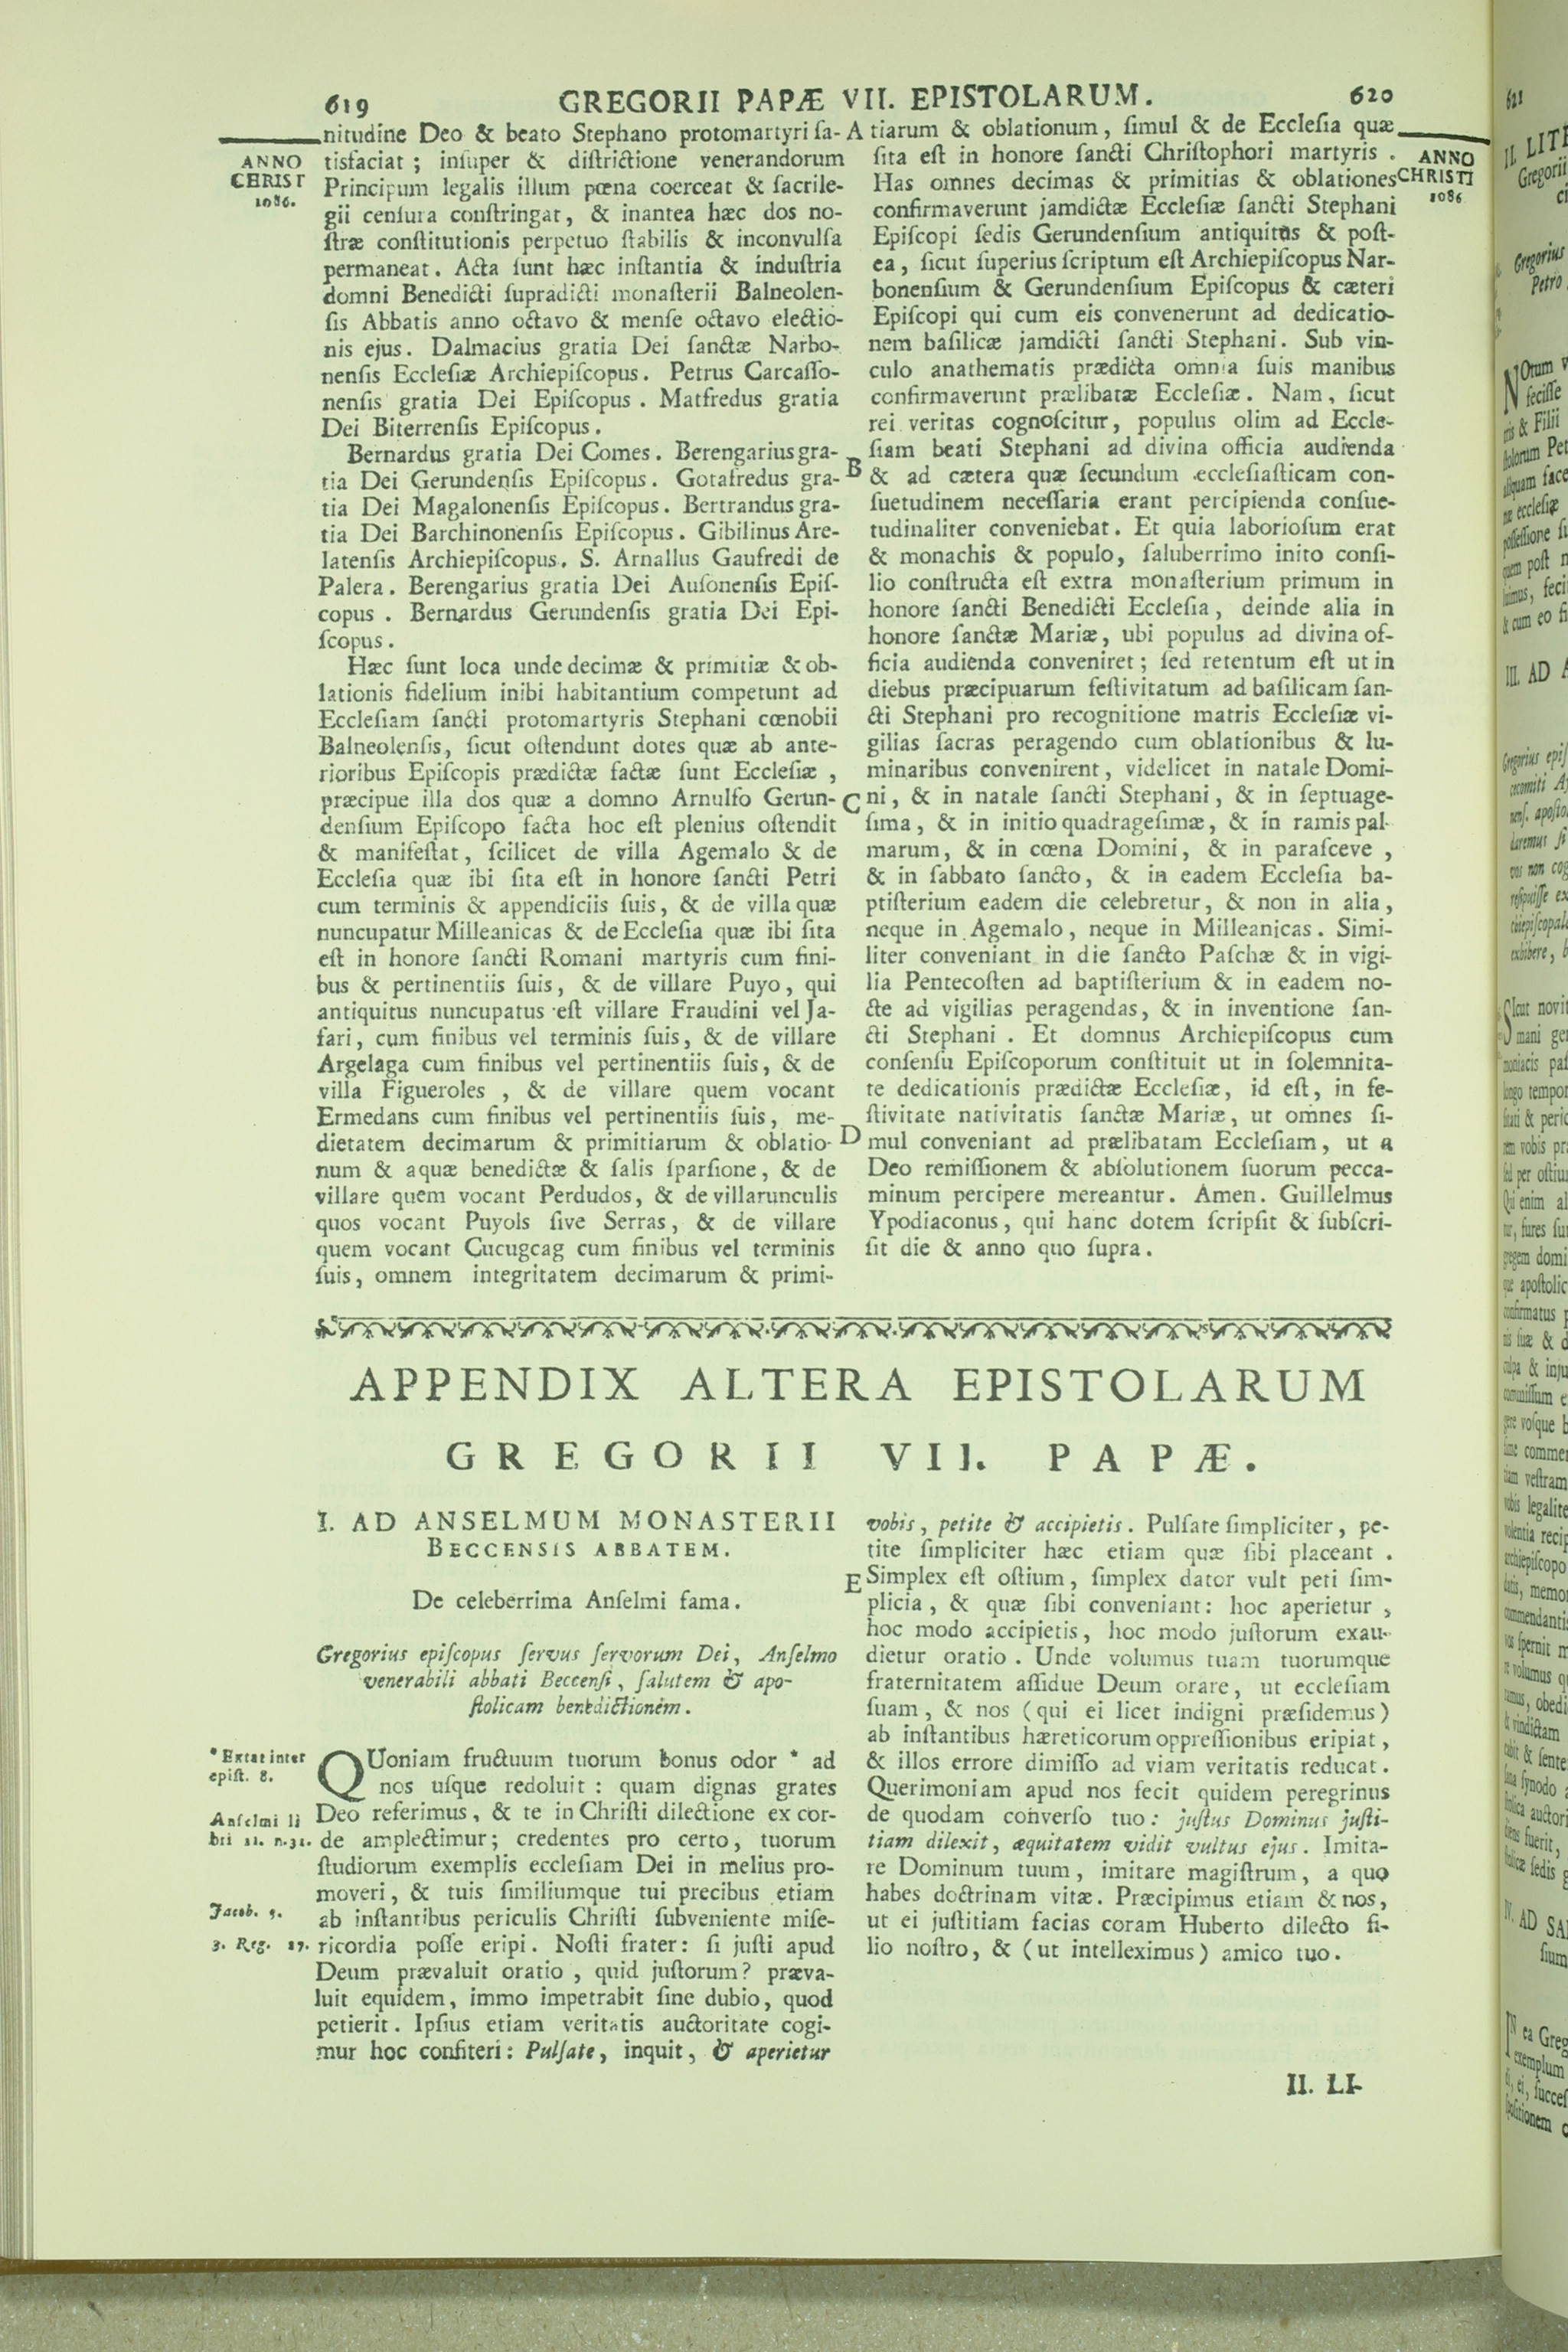 619
GREGORII PAPÆ VII. EPISTOLARUM.
620
ANNO
CHRIST
1086.
nitudine Deo & beato Stephano protomartyri ſa-
tisfaciat ; inſuper & diſtrictione venerandorum
Principum legalis illum pœna coerceat & ſacrile-
gii cenſura conſtringat, & inantea hæc dos no-
ſtræ conſtitutionis perpetuo ſtabilis & inconvulſa
permaneat. Acta ſunt hæc inſtantia & induſtria
domni Benedicti ſupradicti monaſterii Balneolen-
ſis Abbatis anno octavo & menſe octavo electio-
nis ejus. Dalmacius gratia Dei ſanctæ Narbo-
nenſis Eccleſiæ Archiepiſcopus. Petrus Carcaſſo-
nenſis gratia Dei Epiſcopus. Matfredus gratia
Dei Biterrenſis Epiſcopus.
Bernardus gratia Dei Comes. Berengarius gra-
tia Dei Gerundenſis Epiſcopus. Gotafredus gra-
tia Dei Magalonenſis Epiſcopus. Bertrandus gra-
tia Dei Barchinonenſis Epiſcopus. Gibilinus Are-
latenſis Archiepiſcopus. S. Arnallus Gaufredi de
Palera. Berengarius gratia Dei Auſonenſis Epiſ-
copus. Bernardus Gerundenſis gratia Dei Epi-
ſcopus.
Hæc ſunt loca unde decimæ & primitiæ & ob-
lationis fidelium inibi habitantium competunt ad
Eccleſiam ſancti protomartyris Stephani cœnobii
Balneolenſis, ſicut oſtendunt dotes quæ ab ante-
rioribus Epiſcopis prædictæ factæ ſunt Eccleſiæ,
præcipue illa dos quæ a domno Arnulfo Gerun-
denſium Epiſcopo facta hoc eſt plenius oſtendit
& manifeſtat, ſcilicet de villa Agemalo & de
Eccleſia quæ ibi ſita eſt in honore ſancti Petri
cum terminis & appendiciis ſuis, & de villa quæ
nuncupatur Milleanicas & de Eccleſia quæ ibi ſita
eſt in honore ſancti Romani martyris cum fini-
bus & pertinentiis ſuis, & de villare Puyo, qui
antiquitus nuncupatus eſt villare Fraudini vel Ja-
fari, cum finibus vel terminis ſuis, & de villare
Argelaga cum finibus vel pertinentiis ſuis, & de
villa Figueroles, & de villare quem vocant
Ermedans cum finibus vel pertinentiis ſuis, me-
dietatem decimarum & primitiarum & oblatio-
num & aquæ benedictæ & ſalis ſparſione, & de
villare quem vocant Perdudos, & de villarunculis
quos vocant Puyols ſive Serras, & de villare
quem vocant Cucugcag cum finibus vel terminis
ſuis, omnem integritatem decimarum & primi-
A
B
C
D
tiarum & oblationum, ſimul & de Eccleſia quæ
ſita eſt in honore ſancti Chriſtophori martyris.
Has omnes decimas & primitias & oblationes
confirmaverunt jamdictæ Eccleſiæ ſancti Stephani
Epiſcopi ſedis Gerundenſium antiquitus & poſt-
ea, ſicut ſuperius ſcriptum eſt Archiepiſcopus Nar-
bonenſium & Gerundenſium Epiſcopus & cæteri
Epiſcopi qui cum eis convenerunt ad dedicatio-
nem baſilicæ jamdicti ſancti Stephani. Sub vin-
culo anathematis prædicta omnia ſuis manibus
confirmaverunt prælibatæ Eccleſiæ. Nam, ſicut
rei veritas cognoſcitur, populus olim ad Eccle-
ſiam beati Stephani ad divina officia audienda
& ad cætera quæ ſecundum eccleſiaſticam con-
ſuetudinem neceſſaria erant percipienda conſue-
tudinaliter conveniebat. Et quia laborioſum erat
& monachis & populo, ſaluberrimo inito conſi-
lio conſtructa eſt extra monaſterium primum in
honore ſancti Benedicti Eccleſia, deinde alia in
honore ſanctæ Mariæ, ubi populus ad divina of-
ficia audienda conveniret; ſed retentum eſt ut in
diebus præcipuarum feſtivitatum ad baſilicam ſan-
cti Stephani pro recognitione matris Eccleſiæ vi-
gilias ſacras peragendo cum oblationibus & lu-
minaribus convenirent, videlicet in natale Domi-
ni, & in natale ſancti Stephani, & in ſeptuage-
ſima, & in initio quadrageſimæ, & in ramis pal-
marum, & in cœna Domini, & in paraſceve,
& in ſabbato ſancto, & in eadem Eccleſia ba-
ptiſterium eadem die celebretur, & non in alia,
neque in Agemalo, neque in Milleanicas. Simi-
liter conveniant in die ſancto Paſchæ & in vigi-
lia Pentecoſten ad baptiſterium & in eadem no-
cte ad vigilias peragendas, & in inventione ſan-
cti Stephani. Et domnus Archiepiſcopus cum
conſenſu Epiſcoporum conſtituit ut in ſolemnita-
te dedicationis prædictæ Eccleſiæ, id eſt, in fe-
ſtivitate nativitatis ſanctæ Mariæ, ut omnes ſi-
mul conveniant ad prælibatam Eccleſiam, ut a
Deo remiſſionem & abſolutionem ſuorum pecca-
minum percipere mereantur. Amen. Guillelmus
Ypodiaconus, qui hanc dotem ſcripſit & ſubſcri-
ſit die & anno quo ſupra.
ANNO
CHRISTI
1086
APPENDIX ALTERA EPISTOLARUM
GREGORII VII. PAPÆ.
I. AD ANSELMUM MONASTERII
BECCENSIS ABBATEM.
De celeberrima Anſelmi fama.
Gregorius epiſcopus ſervus ſervorum Dei, Anſelmo
venerabili abbati Beccenſi, ſalutem & apo-
ſtolicam benedictionem.
* Extat inter
epiſt. 8.
Anſelmi li
bri 11. n.31.
Jacob. 5.
3. Reg. 17.
QUoniam fructuum tuorum bonus odor * ad
nos uſque redoluit : quam dignas grates
Deo referimus, & te in Chriſti dilectione ex cor-
de amplectimur; credentes pro certo, tuorum
ſtudiorum exemplis eccleſiam Dei in melius pro-
moveri, & tuis ſimiliumque tui precibus etiam
ab inſtantibus periculis Chriſti ſubveniente miſe-
ricordia poſſe eripi. Noſti frater: ſi juſti apud
Deum prævaluit oratio, quid juſtorum? præva-
luit equidem, immo impetrabit ſine dubio, quod
petierit. Ipſius etiam veritatis auctoritate cogi-
mur hoc confiteri: Pulſate, inquit, & aperietur
E
vobis, petite & accipietis. Pulſate ſimpliciter, pe-
tite ſimpliciter hæc etiam quæ ſibi placeant.
Simplex eſt oſtium, ſimplex dator vult peti ſim-
plicia, & quæ ſibi conveniant: hoc aperietur,
hoc modo accipietis, hoc modo juſtorum exau-
dietur oratio. Unde volumus tuam tuorumque
fraternitatem aſſidue Deum orare, ut eccleſiam
ſuam, & nos (qui ei licet indigni præſidemus)
ab inſtantibus hæreticorum oppreſſionibus eripiat,
& illos errore dimiſſo ad viam veritatis reducat.
Querimoniam apud nos fecit quidem peregrinus
de quodam converſo tuo: juſtus Dominus juſti-
tiam dilexit, æquitatem vidit vultus ejus. Imita-
re Dominum tuum, imitare magiſtrum, a quo
habes doctrinam vitæ. Præcipimus etiam & nos,
ut ei juſtitiam facias coram Huberto dilecto fi-
lio noſtro, & (ut intelleximus) amico tuo.
II. LI-